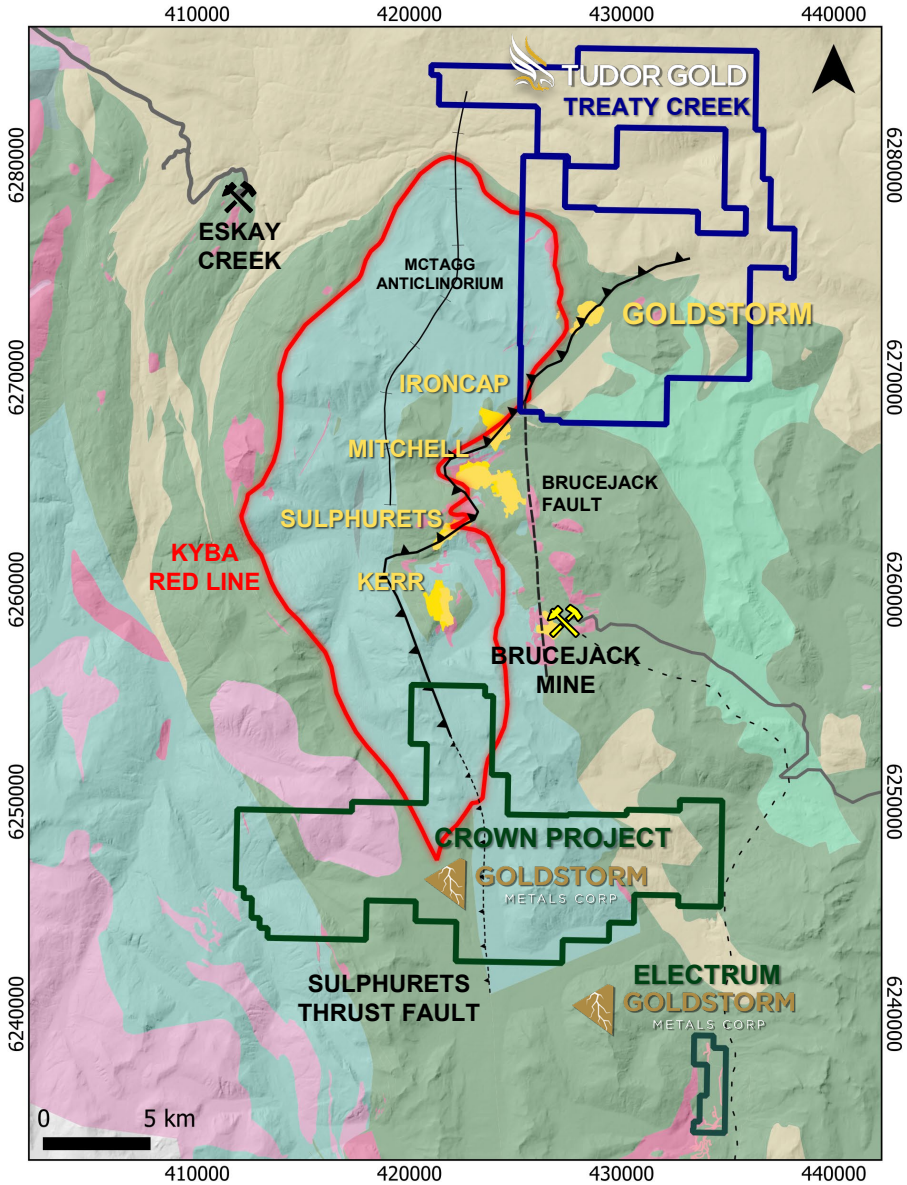 410000
420000
430000
440000
TUDOR GOLD
TREATY CREEK
6280000
6280000
ESKAY
CREEK
MCTAGG
ANTICLINORIUM
GOLDSTORM
6270000
6270000
IRONCAP
MITCHELL
BRUCEJACK
FAULT
SULPHURETS
KYBA
RED LINE
KERR
6260000
6260000
BRUCEJACK
MINE
6250000
6250000
CROWN PROJECT
GOLDSTORM
METALS CORP
SULPHURETS
THRUST FAULT
ELECTRUM
GOLDSTORM
METALS CORP
6240000
6240000
0
5 km
410000
420000
430000
440000